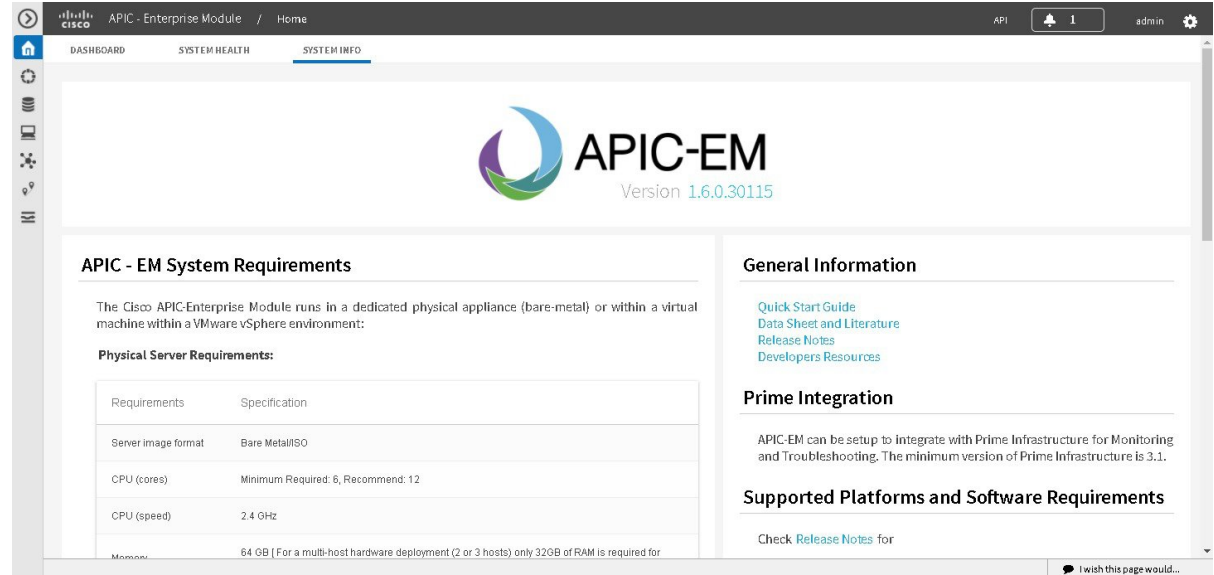 cisco APIC - Enterprise Module / Home API 1 admin
DASHBOARD SYSTEM HEALTH SYSTEM INFO
APIC-EM
Version 1.6.0.30115
APIC - EM System Requirements
The Cisco APIC-Enterprise Module runs in a dedicated physical appliance (bare-metal) or within a virtual
machine within a VMware vSphere environment:
Physical Server Requirements:
Requirements Specification
Server image format Bare Metal/ISO
CPU (cores) Minimum Required: 6, Recommend: 12
CPU (speed) 2.4 GHz
Memory 64 GB [ For a multi-host hardware deployment (2 or 3 hosts) only 32GB of RAM is required for
General Information
Quick Start Guide
Data Sheet and Literature
Release Notes
Developers Resources
Prime Integration
APIC-EM can be setup to integrate with Prime Infrastructure for Monitoring
and Troubleshooting. The minimum version of Prime Infrastructure is 3.1.
Supported Platforms and Software Requirements
Check Release Notes for
I wish this page would...